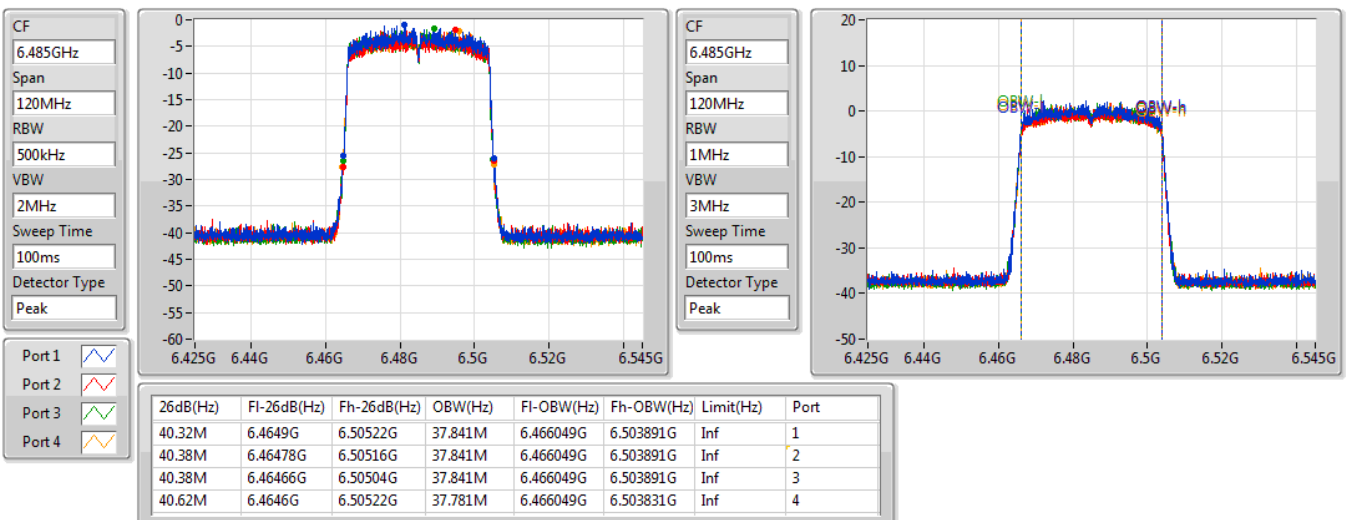 CF
6.485GHz
Span
120MHz
RBW
500kHz
VBW
2MHz
Sweep Time
100ms
Detector Type
Peak
0
-5
-10
-15
-20
-25
-30
-35
-40
-45
-50
-55
-60
6.425G 6.44G 6.46G 6.48G 6.5G 6.52G 6.545G
CF
6.485GHz
Span
120MHz
RBW
1MHz
VBW
3MHz
Sweep Time
100ms
Detector Type
Peak
20
10
0
-10
-20
-30
-40
-50
OBW-l OBW-h
6.425G 6.44G 6.46G 6.48G 6.5G 6.52G 6.545G
Port 1
Port 2
Port 3
Port 4
26dB(Hz) Fl-26dB(Hz) Fh-26dB(Hz) OBW(Hz) Fl-OBW(Hz) Fh-OBW(Hz) Limit(Hz) Port
40.32M 6.4649G 6.50522G 37.841M 6.466049G 6.503891G Inf 1
40.38M 6.46478G 6.50516G 37.841M 6.466049G 6.503891G Inf 2
40.38M 6.46466G 6.50504G 37.841M 6.466049G 6.503891G Inf 3
40.62M 6.4646G 6.50522G 37.781M 6.466049G 6.503831G Inf 4